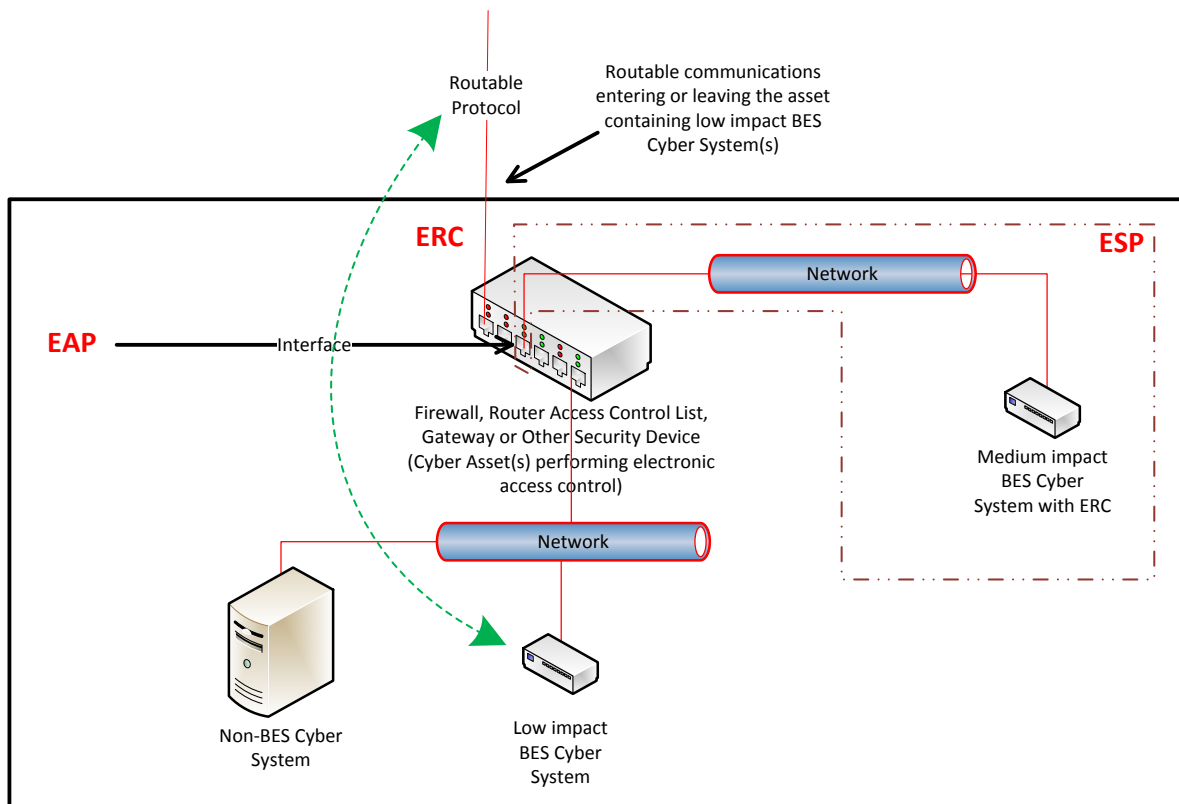 Routable
Protocol
Routable communications
entering or leaving the asset
containing low impact BES
Cyber System(s)
ERC
ESP
Network
EAP
Interface
Firewall, Router Access Control List,
Gateway or Other Security Device
(Cyber Asset(s) performing electronic
access control)
Medium impact
BES Cyber
System with ERC
Network
Non-BES Cyber
System
Low impact
BES Cyber
System